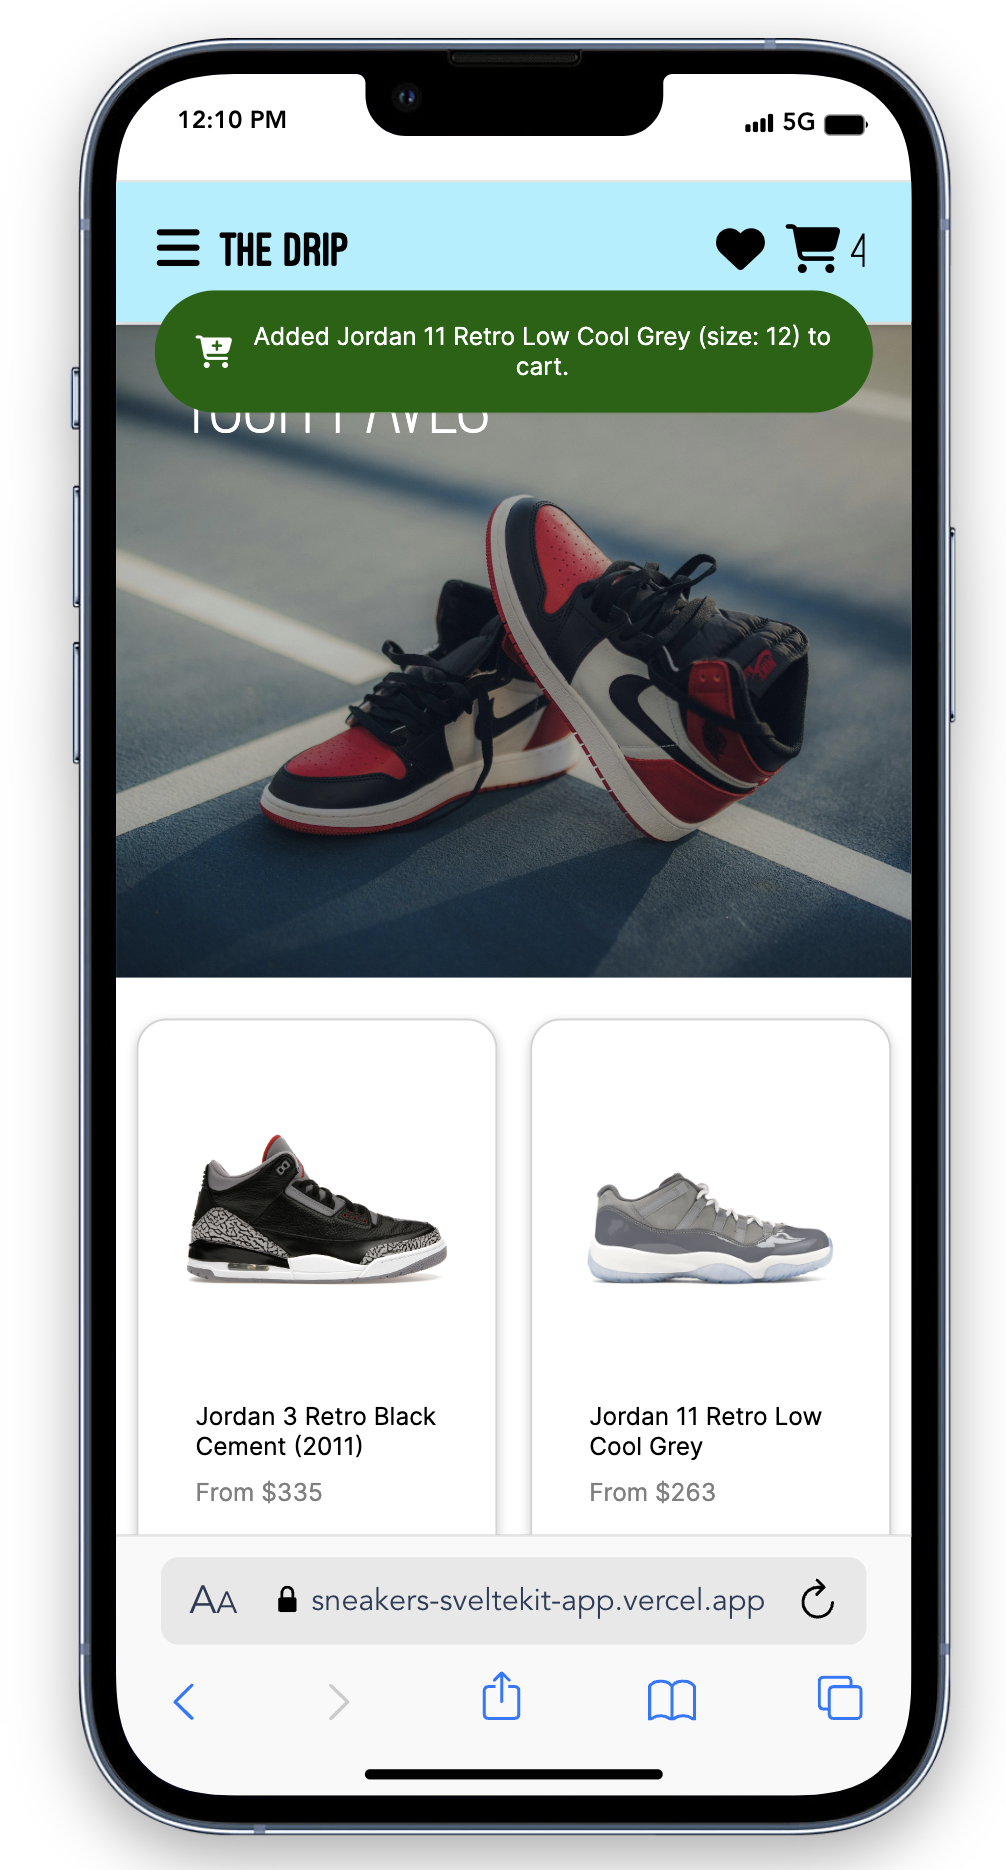 12:10 PM
5G
THE DRIP
4
Added Jordan 11 Retro Low Cool Grey (size: 12) to
cart.
Jordan 3 Retro Black
Cement (2011)
From $335
Jordan 11 Retro Low
Cool Grey
From $263
AA
sneakers-sveltekit-app.vercel.app